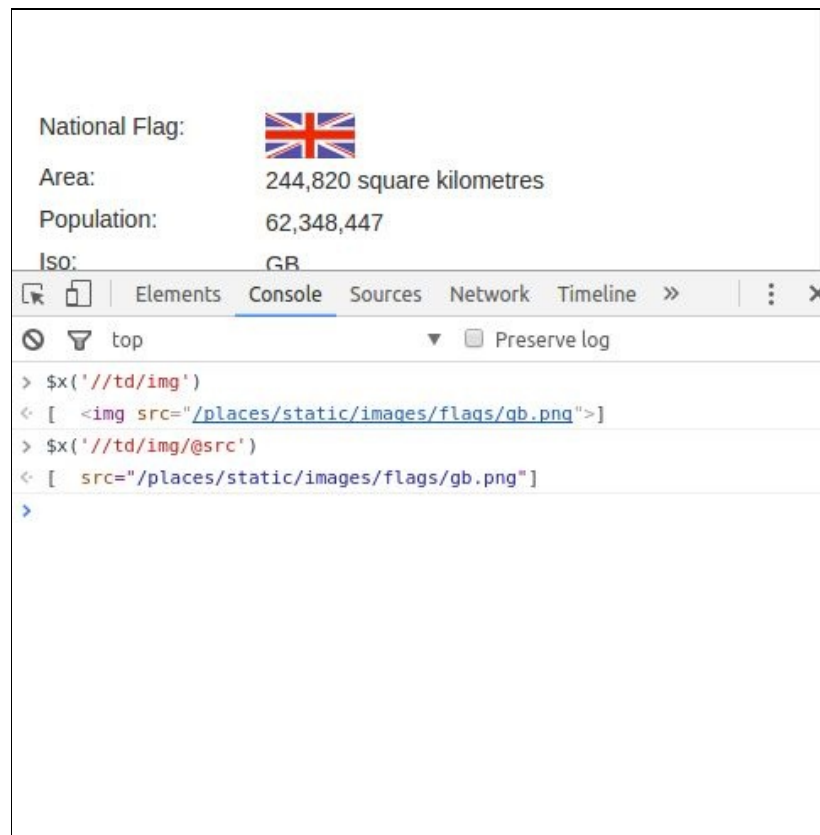 National Flag:
Area: 244,820 square kilometres
Population: 62,348,447
Iso: GB
Elements Console Sources Network Timeline »
top ▼ Preserve log
> $x('//td/img')
[ <img src="/places/static/images/flags/gb.png">]
> $x('//td/img/@src')
[ src="/places/static/images/flags/gb.png"]
>